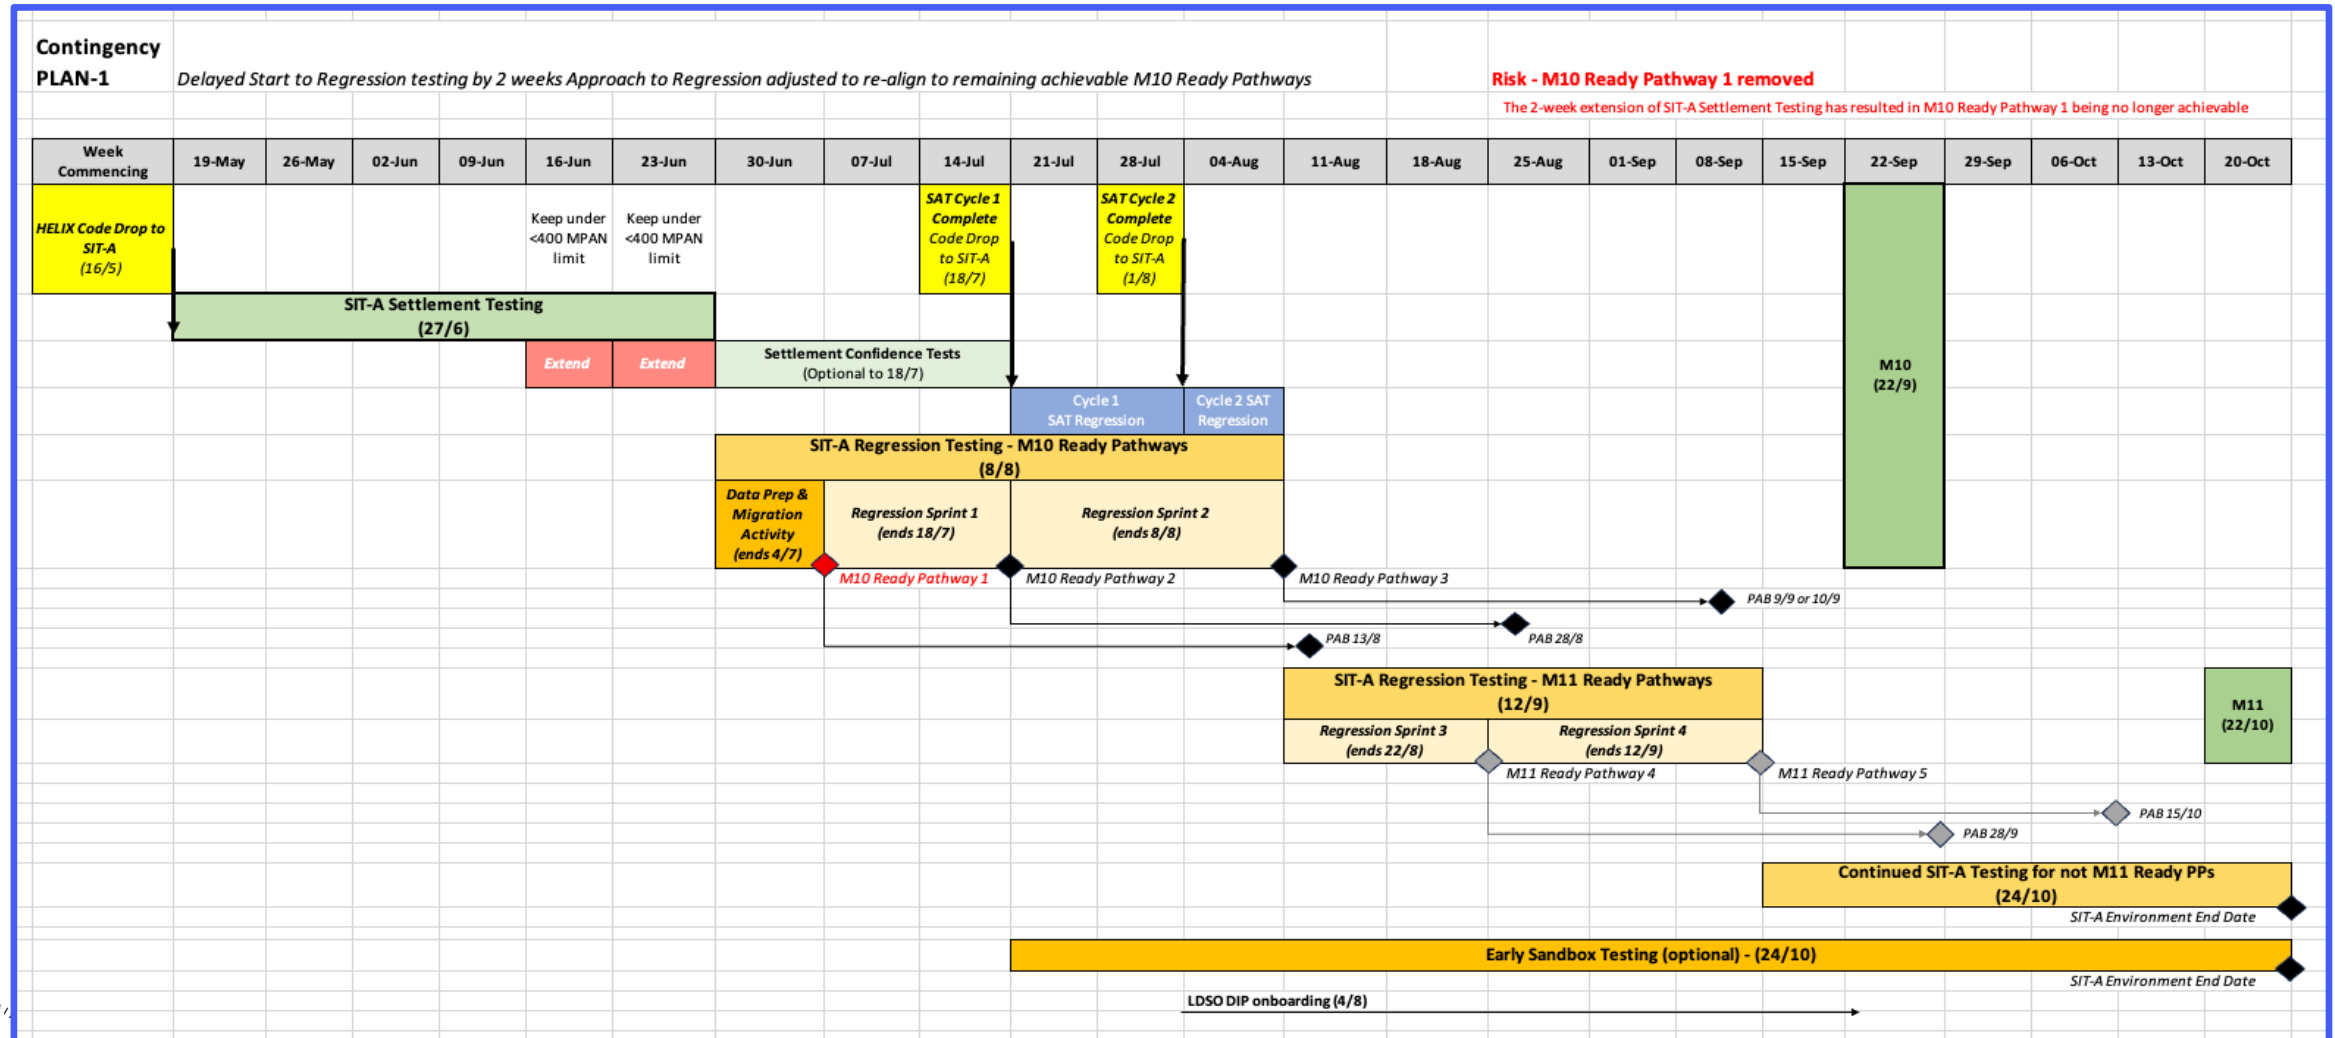 Contingency
PLAN-1
Delayed Start to Regression testing by 2 weeks Approach to Regression adjusted to re-align to remaining achievable M10 Ready Pathways
Risk - M10 Ready Pathway 1 removed
The 2-week extension of SIT-A Settlement Testing has resulted in M10 Ready Pathway 1 being no longer achievable
Week
Commencing
19-May
26-May
02-Jun
09-Jun
16-Jun
23-Jun
30-Jun
07-Jul
14-Jul
21-Jul
28-Jul
04-Aug
11-Aug
18-Aug
25-Aug
01-Sep
08-Sep
15-Sep
22-Sep
29-Sep
06-Oct
13-Oct
20-Oct
HELIX Code Drop to
SIT-A
(16/5)
Keep under
<400 MPAN
limit
Keep under
<400 MPAN
limit
SAT Cycle 1
Complete
Code Drop
to SIT-A
(18/7)
SAT Cycle 2
Complete
Code Drop
to SIT-A
(1/8)
SIT-A Settlement Testing
(27/6)
Extend
Extend
Settlement Confidence Tests
(Optional to 18/7)
M10
(22/9)
Cycle 1
SAT Regression
Cycle 2 SAT
Regression
SIT-A Regression Testing - M10 Ready Pathways
(8/8)
Data Prep &
Migration
Activity
(ends 4/7)
Regression Sprint 1
(ends 18/7)
Regression Sprint 2
(ends 8/8)
M10 Ready Pathway 1
M10 Ready Pathway 2
M10 Ready Pathway 3
PAB 9/9 or 10/9
PAB 28/8
PAB 13/8
SIT-A Regression Testing - M11 Ready Pathways
(12/9)
M11
(22/10)
Regression Sprint 3
(ends 22/8)
Regression Sprint 4
(ends 12/9)
M11 Ready Pathway 4
M11 Ready Pathway 5
PAB 15/10
PAB 28/9
Continued SIT-A Testing for not M11 Ready PPs
(24/10)
SIT-A Environment End Date
Early Sandbox Testing (optional) - (24/10)
SIT-A Environment End Date
LDSO DIP onboarding (4/8)